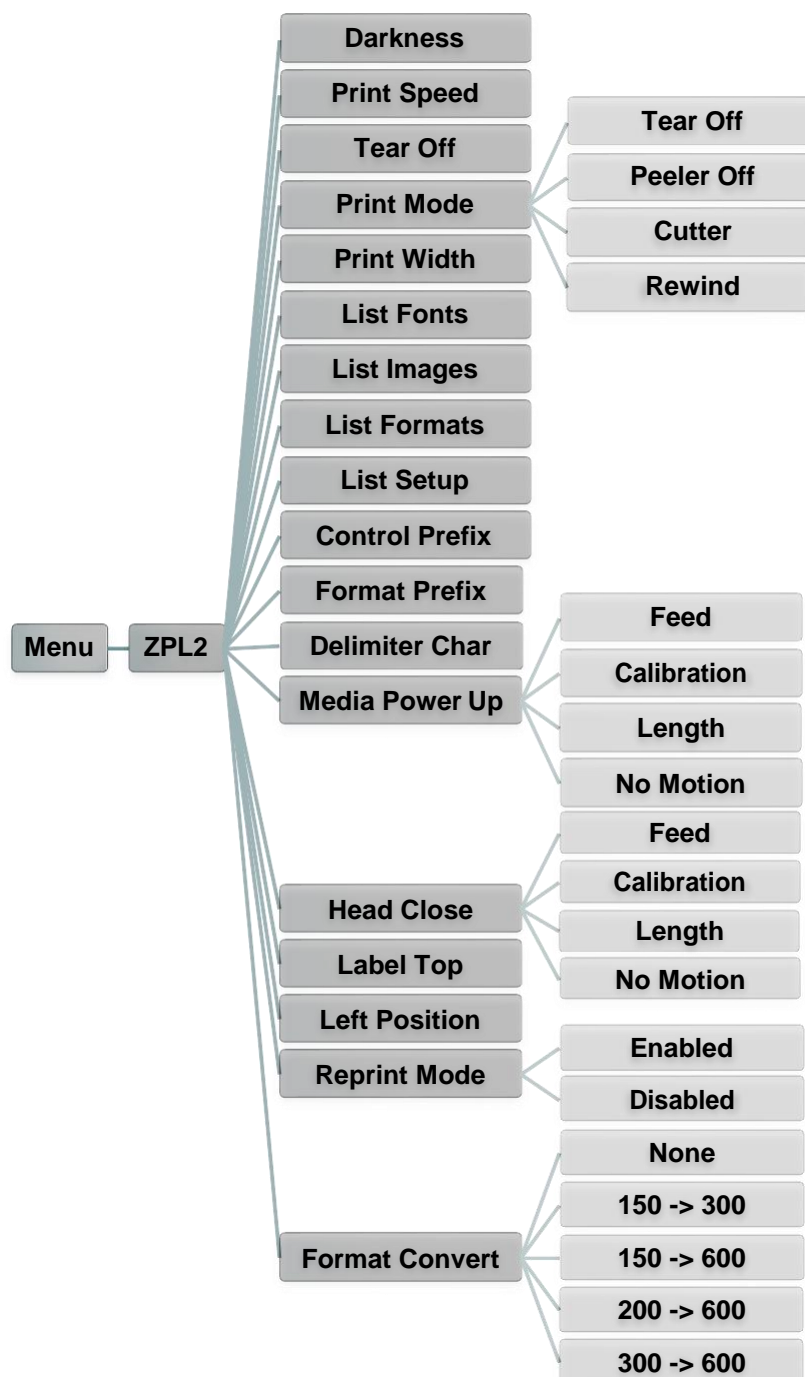 Menu
ZPL2
Darkness
Print Speed
Tear Off
Print Mode
Tear Off
Peeler Off
Cutter
Rewind
Print Width
List Fonts
List Images
List Formats
List Setup
Control Prefix
Format Prefix
Delimiter Char
Media Power Up
Feed
Calibration
Length
No Motion
Head Close
Feed
Calibration
Length
No Motion
Label Top
Left Position
Reprint Mode
Enabled
Disabled
Format Convert
None
150 -> 300
150 -> 600
200 -> 600
300 -> 600